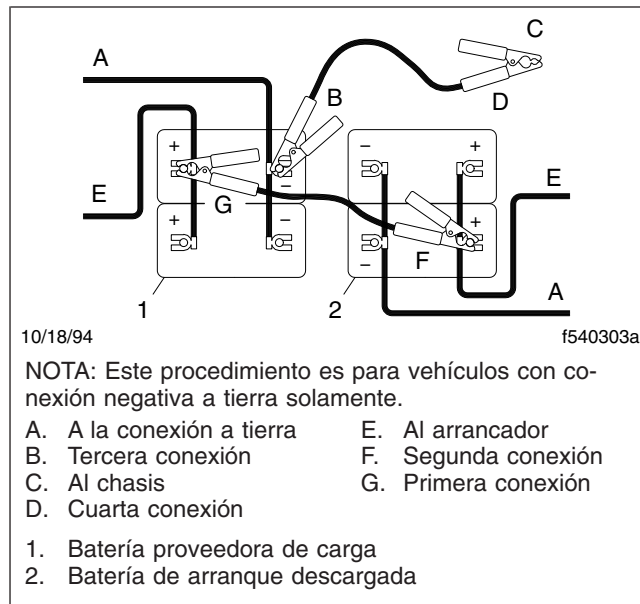 A
C
B
D
+
−
−
+
E
G
E
+
−
+
F
−
A
1
2
10/18/94
f540303a
NOTA: Este procedimiento es para vehículos con co-
nexión negativa a tierra solamente.
A. A la conexión a tierra
B. Tercera conexión
C. Al chasis
D. Cuarta conexión
E. Al arrancador
F. Segunda conexión
G. Primera conexión
1. Batería proveedora de carga
2. Batería de arranque descargada